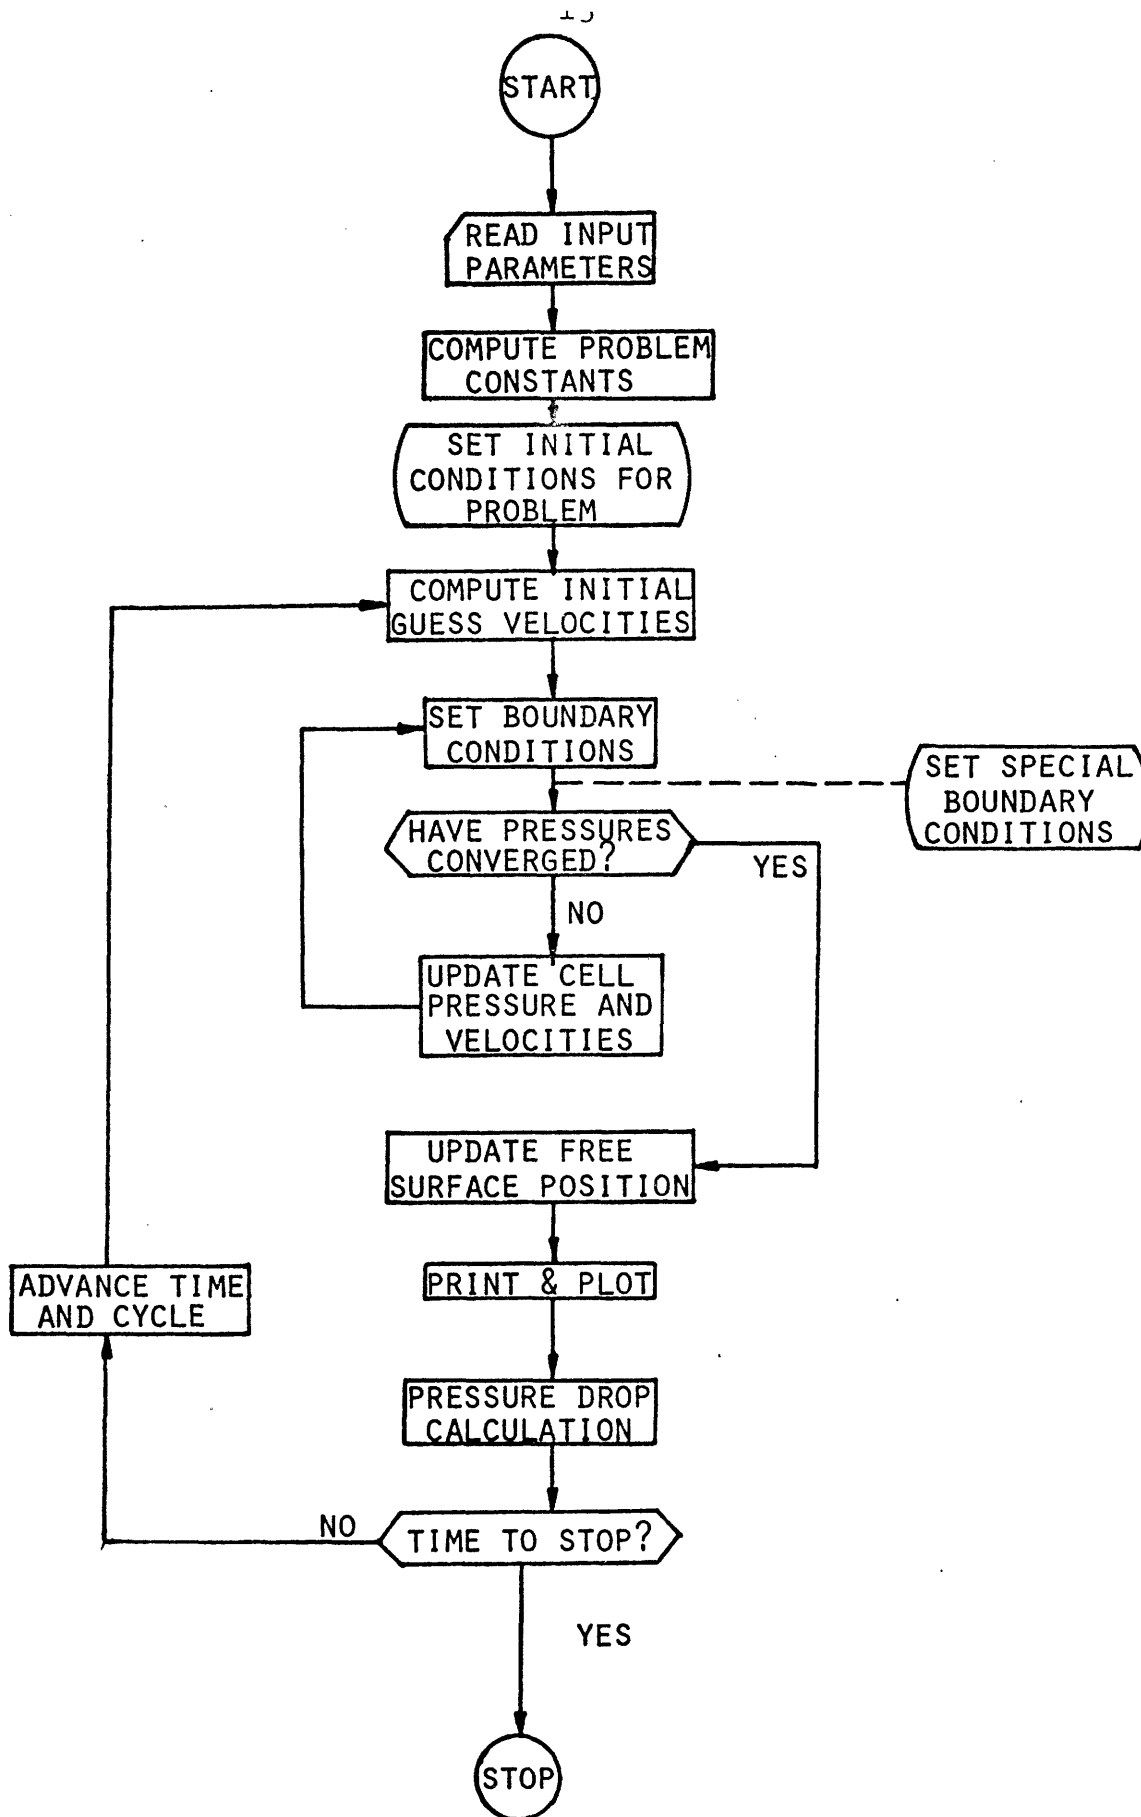 START
READ INPUT
PARAMETERS
COMPUTE PROBLEM
CONSTANTS
SET INITIAL
CONDITIONS FOR
PROBLEM
COMPUTE INITIAL
GUESS VELOCITIES
SET BOUNDARY
CONDITIONS
SET SPECIAL
BOUNDARY
CONDITIONS
HAVE PRESSURES
CONVERGED?
YES
NO
UPDATE CELL
PRESSURE AND
VELOCITIES
UPDATE FREE
SURFACE POSITION
ADVANCE TIME
AND CYCLE
PRINT & PLOT
PRESSURE DROP
CALCULATION
NO
TIME TO STOP?
YES
STOP